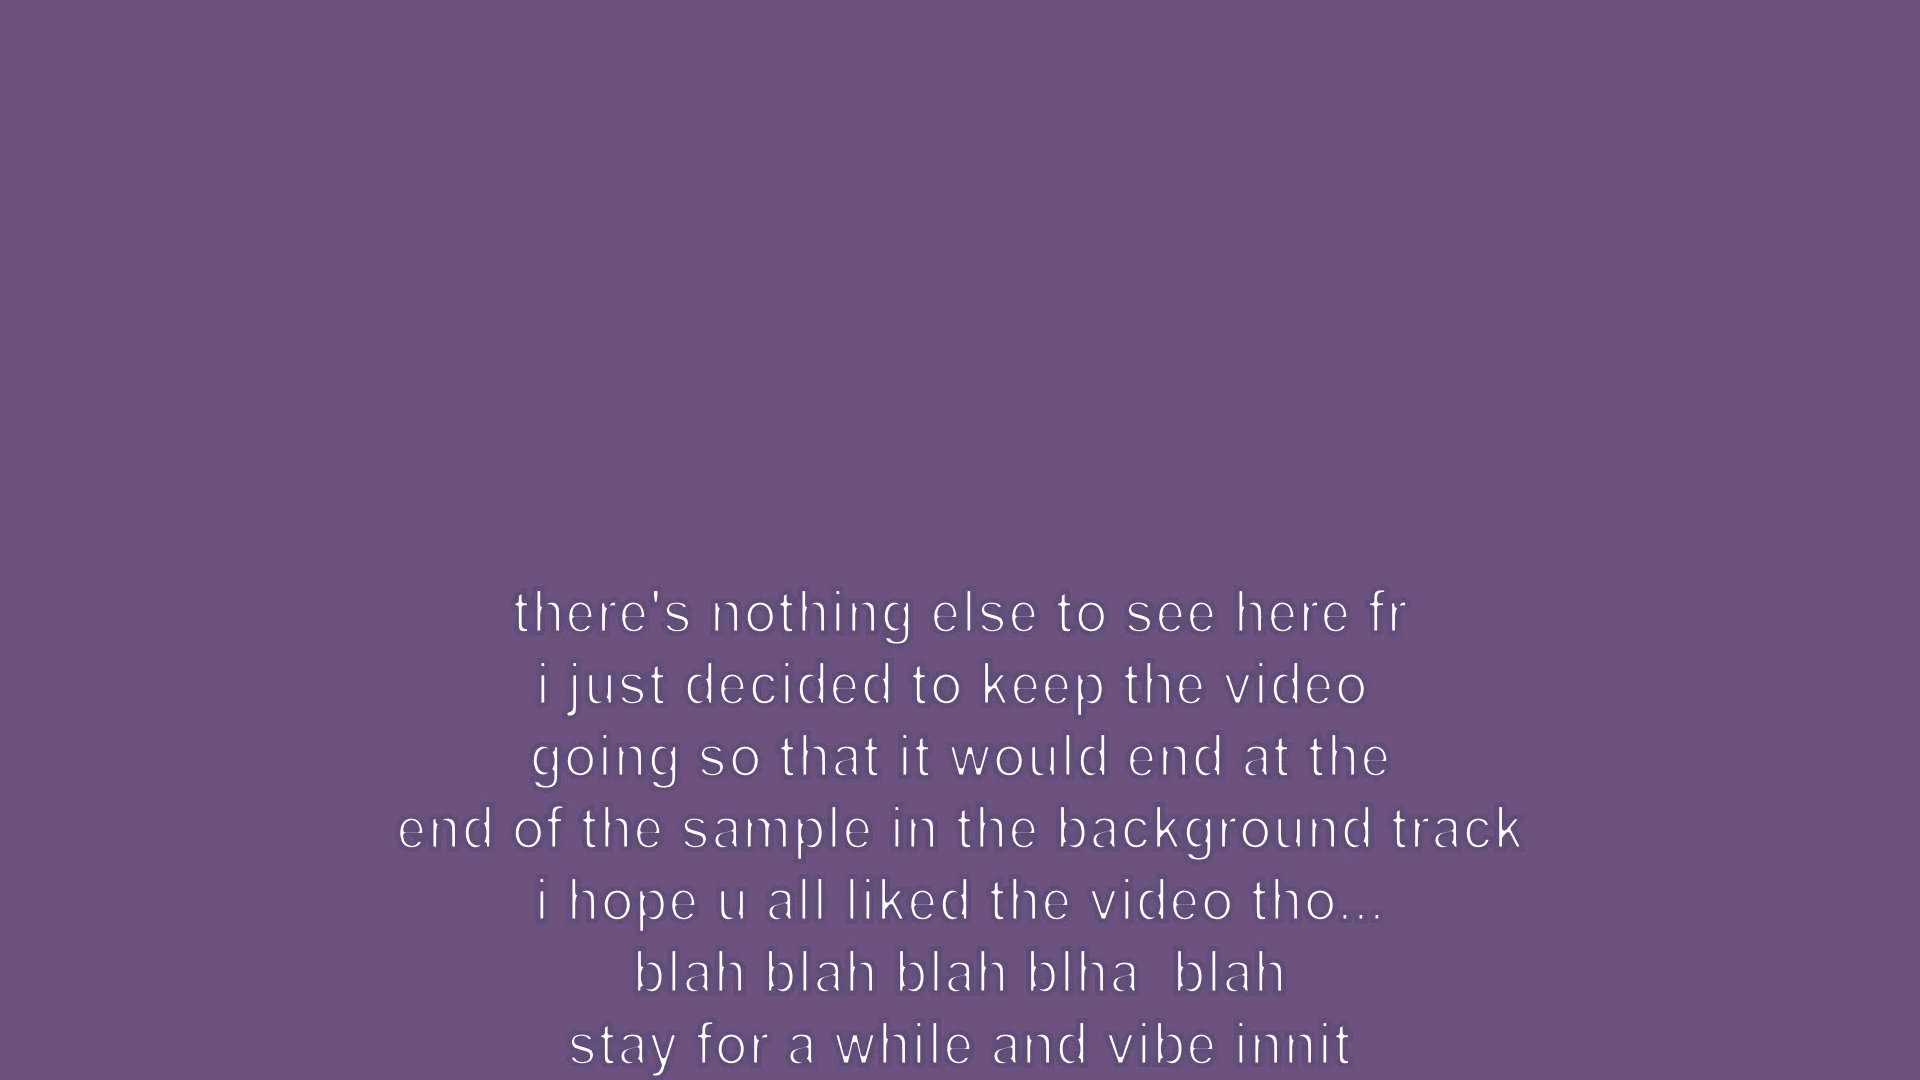 there's nothing else to see here fr
i just decided to keep the video
going so that it would end at the
end of the sample in the background track
i hope u all liked the video tho...
blah blah blah blha  blah
stay for a while and vibe innit